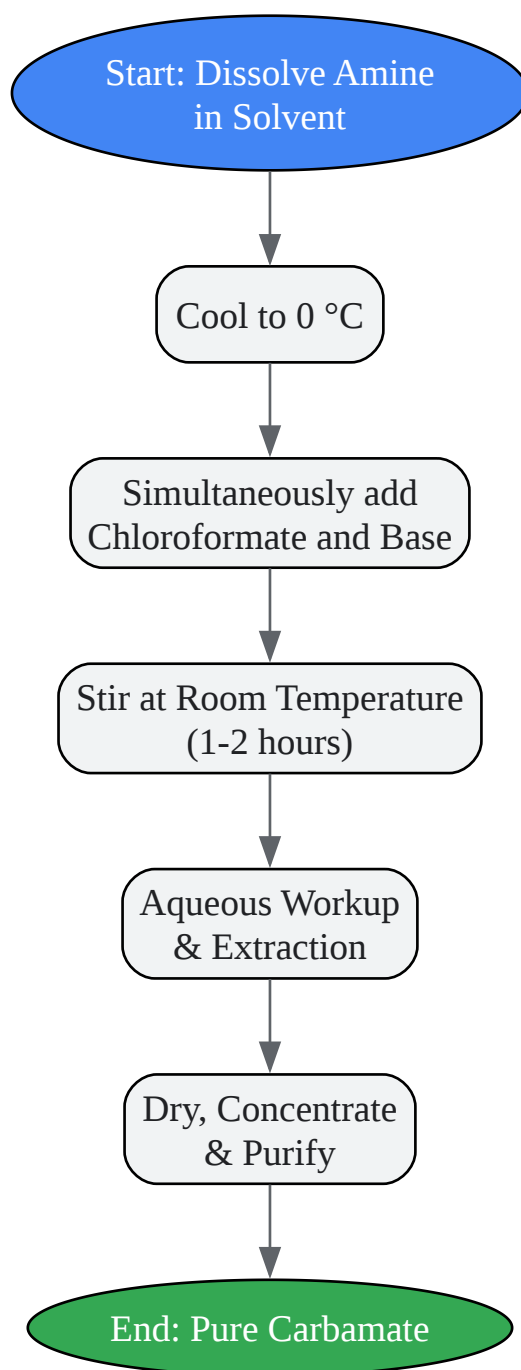 Start: Dissolve Amine
in Solvent
Cool to 0 °C
Simultaneously add
Chloroformate and Base
Stir at Room Temperature
(1-2 hours)
Aqueous Workup
& Extraction
Dry, Concentrate
& Purify
End: Pure Carbamate